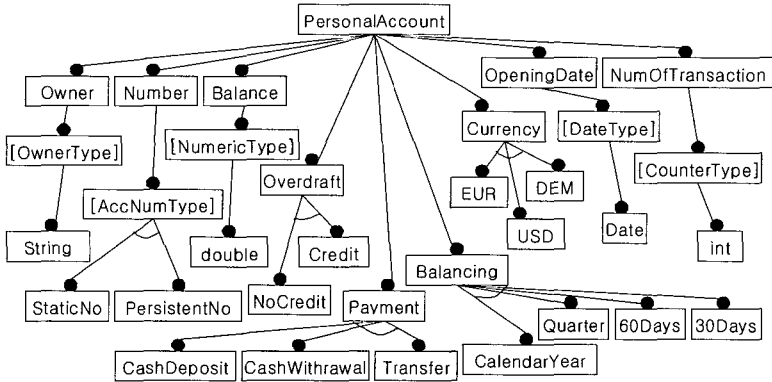 PersonalAccount
Owner
Number
Balance
OpeningDate
NumOfTransaction
[OwnerType]
[NumericType]
Currency
[DateType]
Overdraft
[CounterType]
[AccNumType]
EUR
DEM
String
double
Credit
USD
Date
int
Balancing
StaticNo
PersistentNo
NoCredit
Payment
Quarter
60Days
30Days
CashDeposit
CashWithrawal
Transfer
CalendarYear